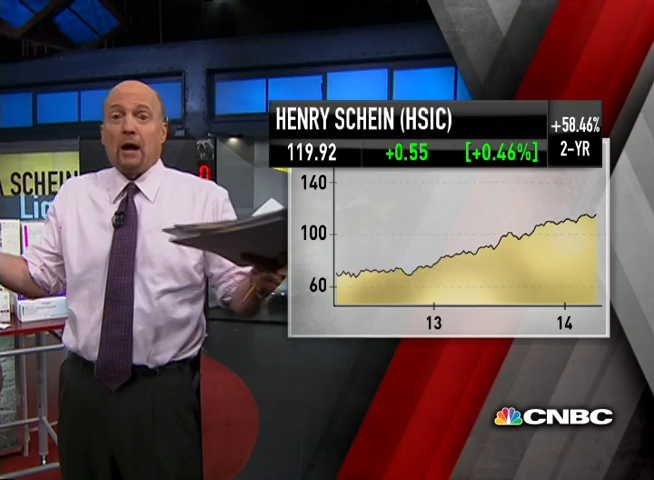 HENRY SCHEIN (HSIC)
119.92 +0.55 [+0.46%]
+58.46%
2-YR
140
100
60
13 14
SCHEIN
0
CNBC